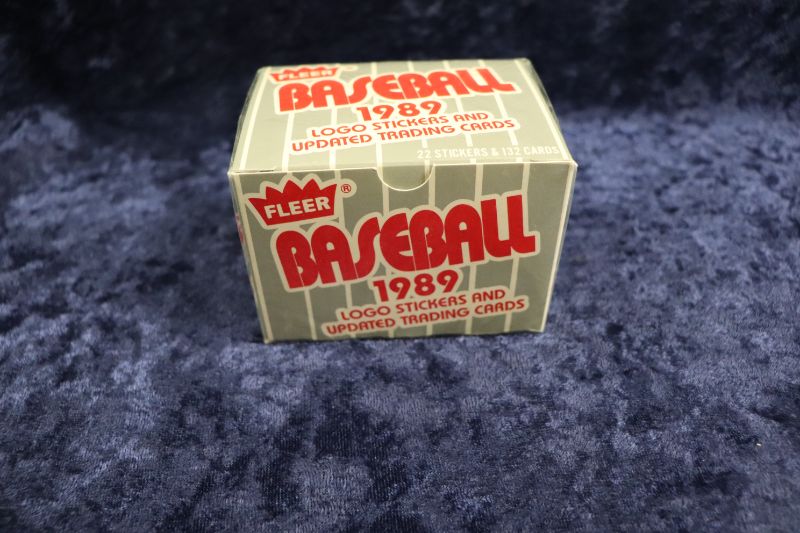 FLEER
BASEBALL
1989
LOGO STICKERS AND
UPDATED TRADING CARDS
22 STICKERS & 132 CARDS
FLEER ®
BASEBALL
1989
LOGO STICKERS AND
UPDATED TRADING CARDS